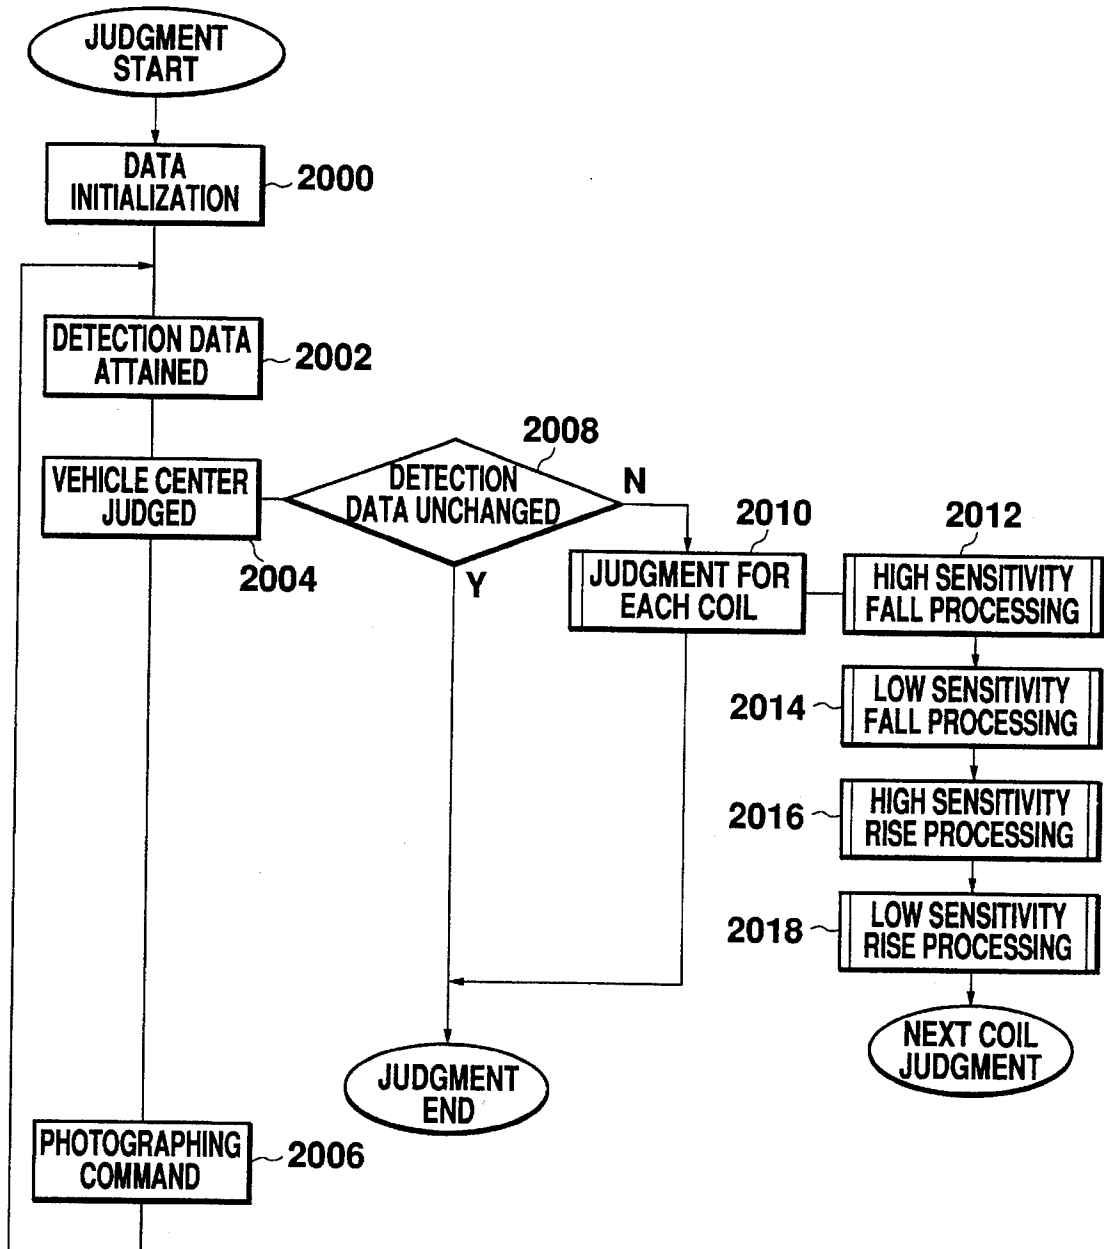 JUDGMENT
START
DATA
INITIALIZATION
2000
DETECTION DATA
ATTAINED
2002
VEHICLE CENTER
JUDGED
2004
DETECTION
DATA UNCHANGED
2008
N
Y
JUDGMENT FOR
EACH COIL
2010
HIGH SENSITIVITY
FALL PROCESSING
2012
LOW SENSITIVITY
FALL PROCESSING
2014
HIGH SENSITIVITY
RISE PROCESSING
2016
LOW SENSITIVITY
RISE PROCESSING
2018
NEXT COIL
JUDGMENT
JUDGMENT
END
PHOTOGRAPHING
COMMAND
2006